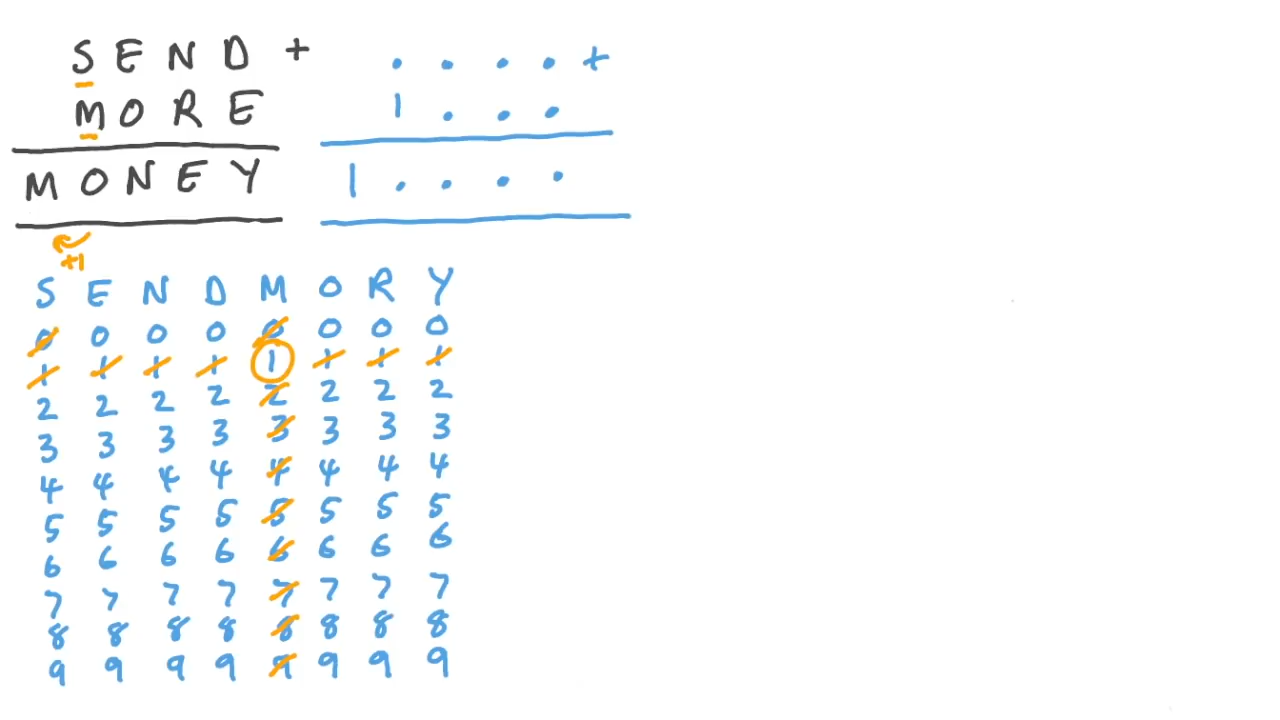 S E N D + . . . . +
M O R E 1 . . .
M O N E Y 1 . . . .
+1
S E N D M O R Y
0 0 0 0 0 0 0 0
1 1 1 1 1 1 1 1
2 2 2 2 2 2 2 2
3 3 3 3 3 3 3 3
4 4 4 4 4 4 4 4
5 5 5 5 5 5 5 5
6 6 6 6 6 6 6 6
7 7 7 7 7 7 7 7
8 8 8 8 8 8 8 8
9 9 9 9 9 9 9 9